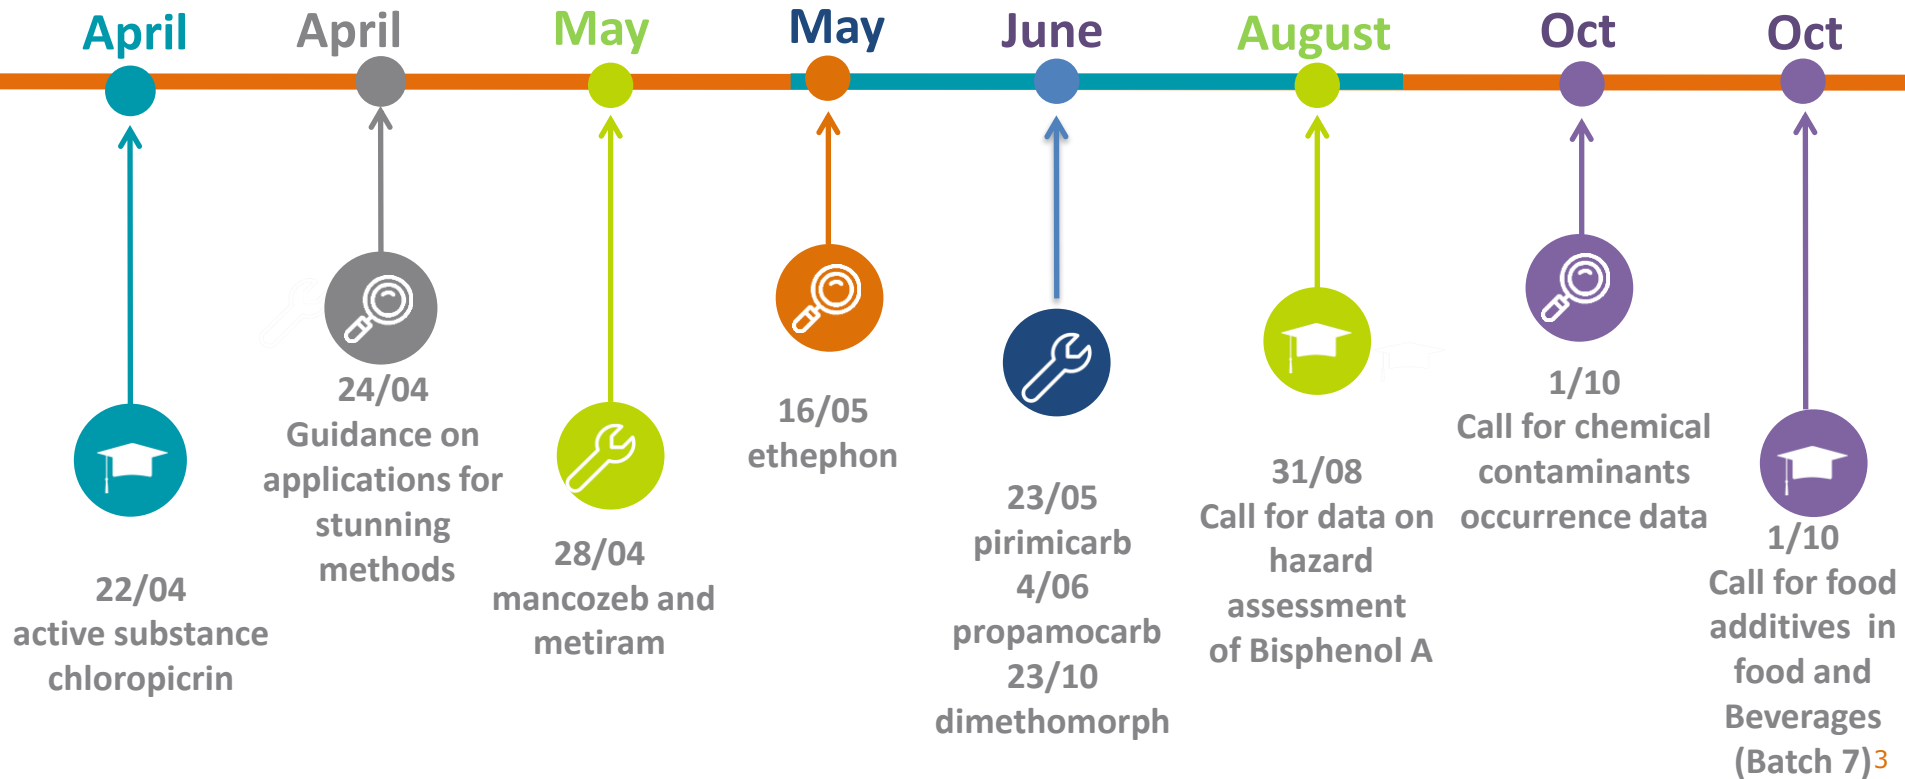 April
April
May
May
June
August
Oct
Oct
22/04
active substance
chloropicrin
24/04
Guidance on
applications for
stunning
methods
28/04
mancozeb and
metiram
16/05
ethephon
23/05
pirimicarb
4/06
propamocarb
23/10
dimethomorph
31/08
Call for data on
hazard
assessment
of Bisphenol A
1/10
Call for chemical
contaminants
occurrence data
1/10
Call for food
additives in
food and
Beverages
(Batch 7)
3